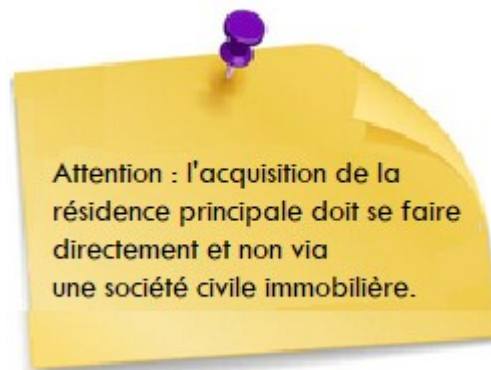 Attention : l'acquisition de la
résidence principale doit se faire
directement et non via
une société civile immobilière.